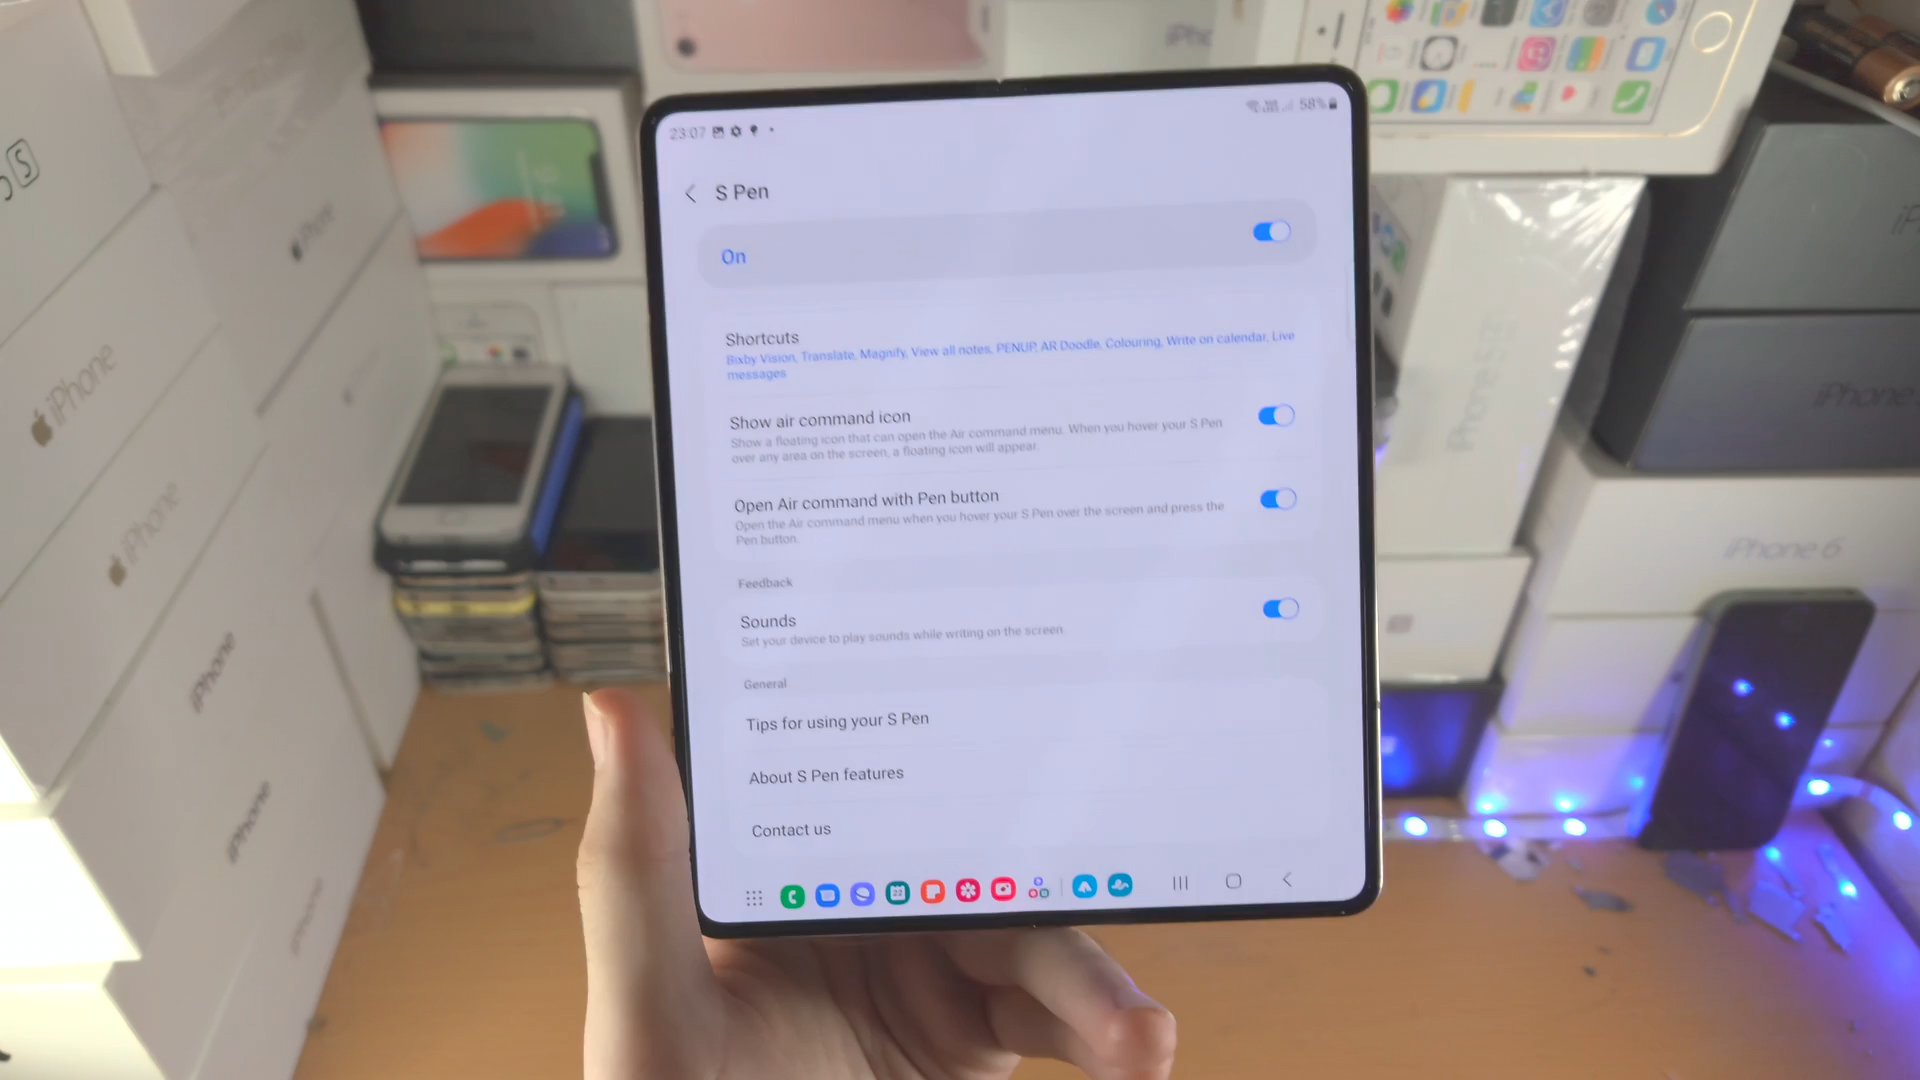 23:07
58%
S Pen
On
Shortcuts
Bixby Vision, Translate, Magnify, View all notes, PENUP, AR Doodle, Colouring, Write on calendar, Live
messages
Show air command icon
Show a floating icon that can open the Air command menu. When you hover your S Pen
over any area on the screen, a floating icon will appear.
Open Air command with Pen button
Open the Air command menu when you hover your S Pen over the screen and press the
Pen button.
Feedback
Sounds
Set your device to play sounds while writing on the screen.
General
Tips for using your S Pen
About S Pen features
Contact us
iPhone
iPhone
iPhone
iPhone
iPhone
iPhone
iPhone
iPhone 6
S